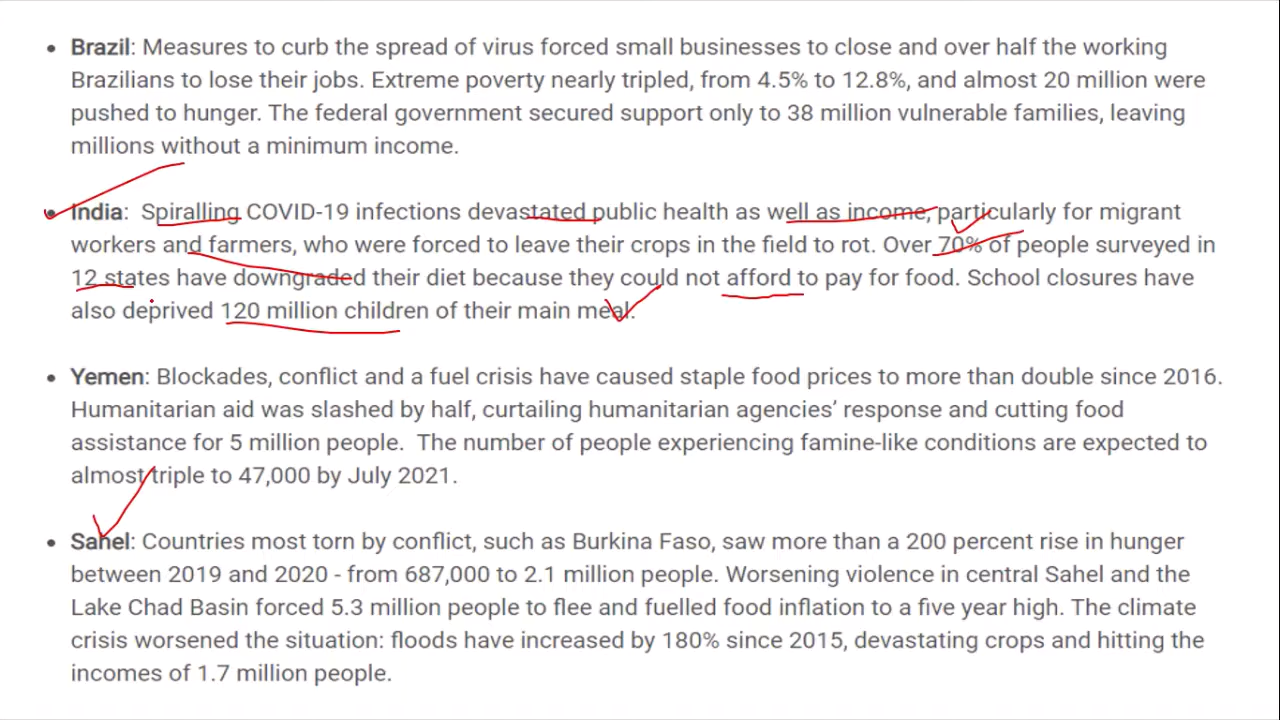 • Brazil: Measures to curb the spread of virus forced small businesses to close and over half the working
Brazilians to lose their jobs. Extreme poverty nearly tripled, from 4.5% to 12.8%, and almost 20 million were
pushed to hunger. The federal government secured support only to 38 million vulnerable families, leaving
millions without a minimum income.
• India:  Spiralling COVID-19 infections devastated public health as well as income, particularly for migrant
workers and farmers, who were forced to leave their crops in the field to rot. Over 70% of people surveyed in
12 states have downgraded their diet because they could not afford to pay for food. School closures have
also deprived 120 million children of their main meal.
• Yemen: Blockades, conflict and a fuel crisis have caused staple food prices to more than double since 2016.
Humanitarian aid was slashed by half, curtailing humanitarian agencies’ response and cutting food
assistance for 5 million people.  The number of people experiencing famine-like conditions are expected to
almost triple to 47,000 by July 2021.
• Sahel: Countries most torn by conflict, such as Burkina Faso, saw more than a 200 percent rise in hunger
between 2019 and 2020 - from 687,000 to 2.1 million people. Worsening violence in central Sahel and the
Lake Chad Basin forced 5.3 million people to flee and fuelled food inflation to a five year high. The climate
crisis worsened the situation: floods have increased by 180% since 2015, devastating crops and hitting the
incomes of 1.7 million people.